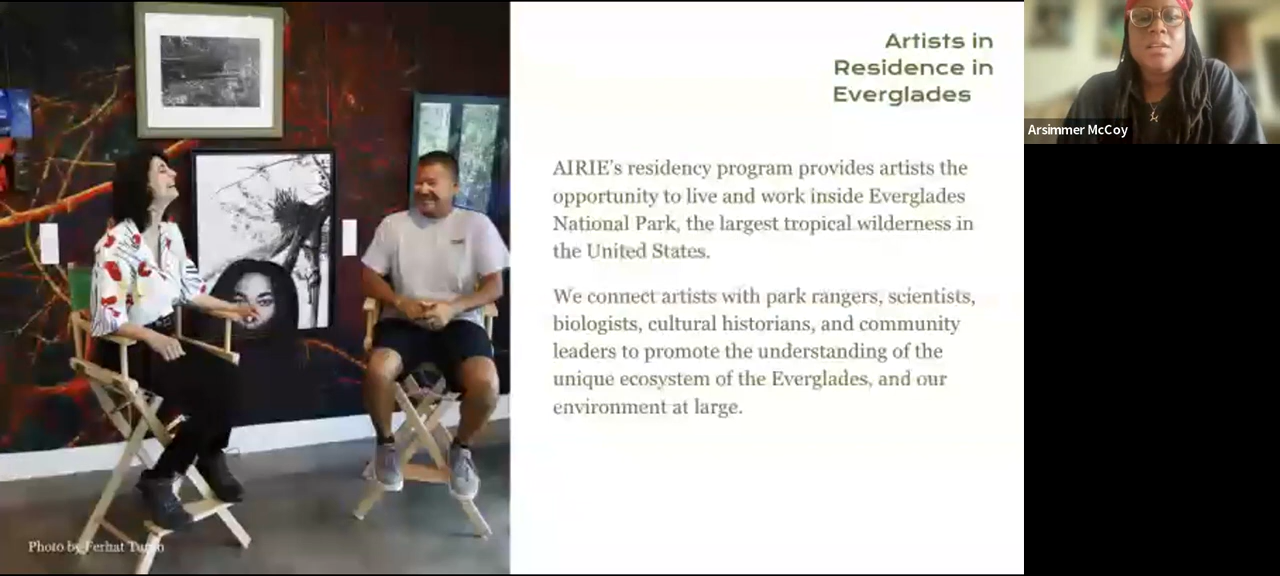 Artists in
Residence in
Everglades
AIRIE's residency program provides artists the
opportunity to live and work inside Everglades
National Park, the largest tropical wilderness in
the United States.
We connect artists with park rangers, scientists,
biologists, cultural historians, and community
leaders to promote the understanding of the
unique ecosystem of the Everglades, and our
environment at large.
Photo by Ferhat
Arsimmer McCoy